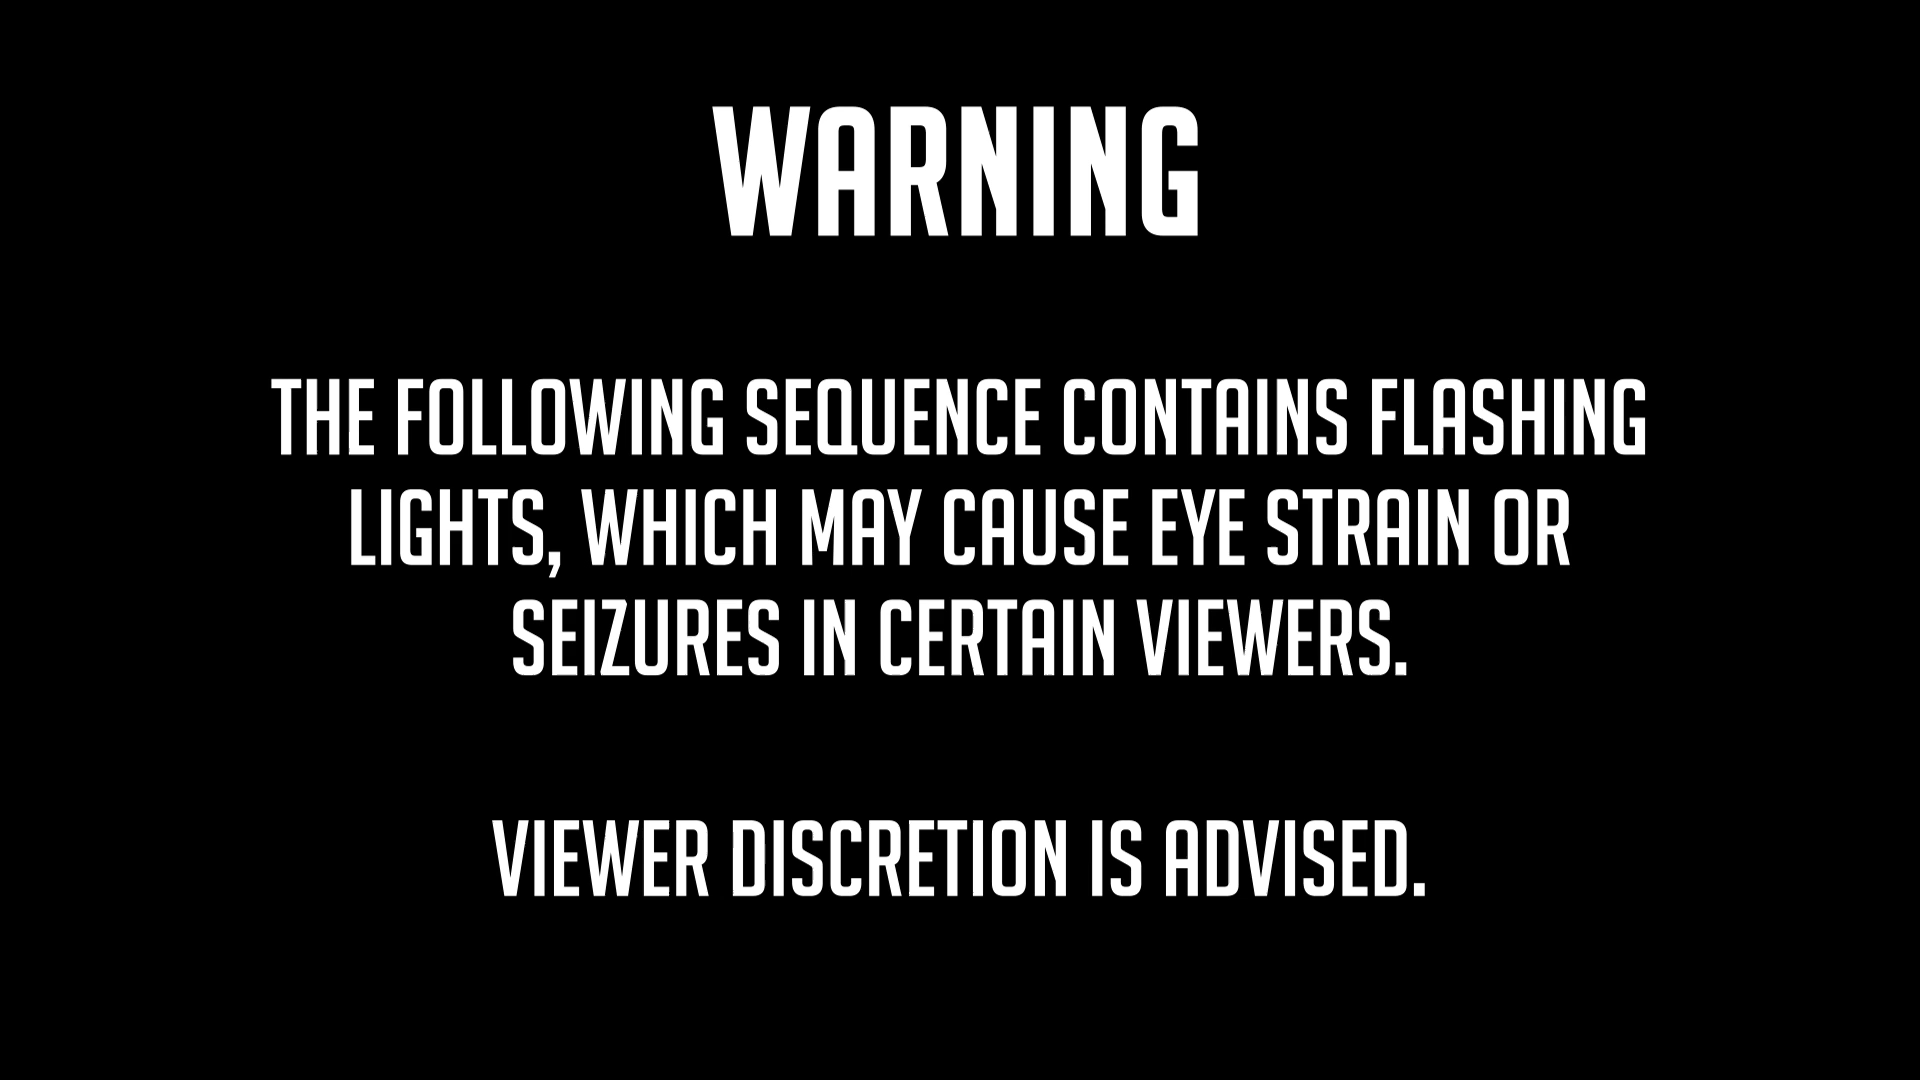 WARNING
THE FOLLOWING SEQUENCE CONTAINS FLASHING
LIGHTS, WHICH MAY CAUSE EYE STRAIN OR
SEIZURES IN CERTAIN VIEWERS.
VIEWER DISCRETION IS ADVISED.